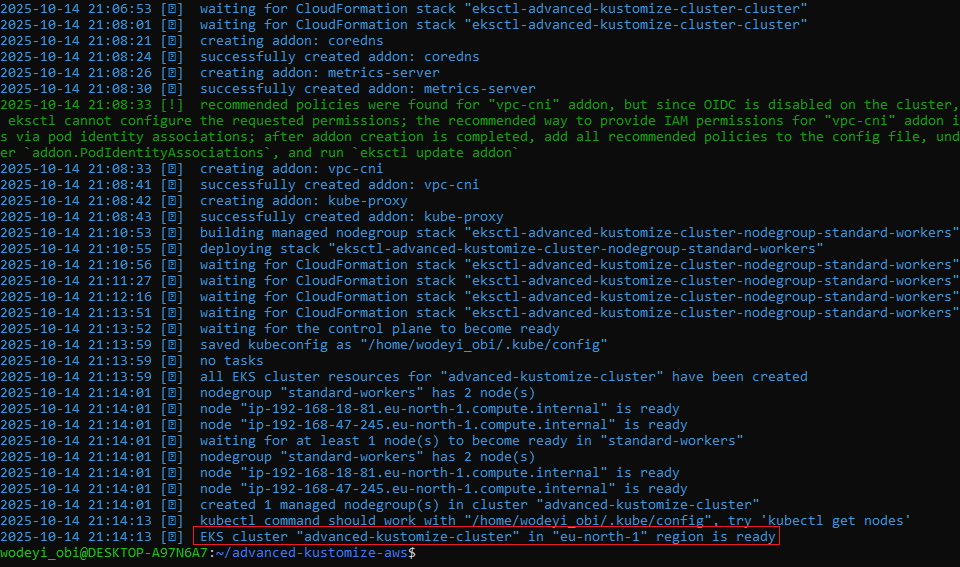 2025-10-14 21:06:53 [ℹ]  waiting for CloudFormation stack "eksctl-advanced-kustomize-cluster-cluster"
2025-10-14 21:08:01 [ℹ]  waiting for CloudFormation stack "eksctl-advanced-kustomize-cluster-cluster"
2025-10-14 21:08:21 [ℹ]  creating addon: coredns
2025-10-14 21:08:24 [ℹ]  successfully created addon: coredns
2025-10-14 21:08:26 [ℹ]  creating addon: metrics-server
2025-10-14 21:08:30 [ℹ]  successfully created addon: metrics-server
2025-10-14 21:08:33 [!]  recommended policies were found for "vpc-cni" addon, but since OIDC is disabled on the cluster,
 eksctl cannot configure the requested permissions; the recommended way to provide IAM permissions for "vpc-cni" addon i
s via pod identity associations; after addon creation is completed, add all recommended policies to the config file, und
er `addon.PodIdentityAssociations`, and run `eksctl update addon`
2025-10-14 21:08:33 [ℹ]  creating addon: vpc-cni
2025-10-14 21:08:41 [ℹ]  successfully created addon: vpc-cni
2025-10-14 21:08:42 [ℹ]  creating addon: kube-proxy
2025-10-14 21:08:43 [ℹ]  successfully created addon: kube-proxy
2025-10-14 21:10:53 [ℹ]  building managed nodegroup stack "eksctl-advanced-kustomize-cluster-nodegroup-standard-workers"
2025-10-14 21:10:55 [ℹ]  deploying stack "eksctl-advanced-kustomize-cluster-nodegroup-standard-workers"
2025-10-14 21:10:56 [ℹ]  waiting for CloudFormation stack "eksctl-advanced-kustomize-cluster-nodegroup-standard-workers"
2025-10-14 21:11:27 [ℹ]  waiting for CloudFormation stack "eksctl-advanced-kustomize-cluster-nodegroup-standard-workers"
2025-10-14 21:12:16 [ℹ]  waiting for CloudFormation stack "eksctl-advanced-kustomize-cluster-nodegroup-standard-workers"
2025-10-14 21:13:51 [ℹ]  waiting for CloudFormation stack "eksctl-advanced-kustomize-cluster-nodegroup-standard-workers"
2025-10-14 21:13:52 [ℹ]  waiting for the control plane to become ready
2025-10-14 21:13:59 [ℹ]  saved kubeconfig as "/home/wodeyi_obi/.kube/config"
2025-10-14 21:13:59 [ℹ]  no tasks
2025-10-14 21:13:59 [ℹ]  all EKS cluster resources for "advanced-kustomize-cluster" have been created
2025-10-14 21:14:01 [ℹ]  nodegroup "standard-workers" has 2 node(s)
2025-10-14 21:14:01 [ℹ]  node "ip-192-168-18-81.eu-north-1.compute.internal" is ready
2025-10-14 21:14:01 [ℹ]  node "ip-192-168-47-245.eu-north-1.compute.internal" is ready
2025-10-14 21:14:01 [ℹ]  waiting for at least 1 node(s) to become ready in "standard-workers"
2025-10-14 21:14:01 [ℹ]  nodegroup "standard-workers" has 2 node(s)
2025-10-14 21:14:01 [ℹ]  node "ip-192-168-18-81.eu-north-1.compute.internal" is ready
2025-10-14 21:14:01 [ℹ]  node "ip-192-168-47-245.eu-north-1.compute.internal" is ready
2025-10-14 21:14:01 [ℹ]  created 1 managed nodegroup(s) in cluster "advanced-kustomize-cluster"
2025-10-14 21:14:13 [ℹ]  kubectl command should work with "/home/wodeyi_obi/.kube/config", try 'kubectl get nodes'
2025-10-14 21:14:13 [ℹ]  EKS cluster "advanced-kustomize-cluster" in "eu-north-1" region is ready
wodeyi_obi@DESKTOP-A97N6A7:~/advanced-kustomize-aws$